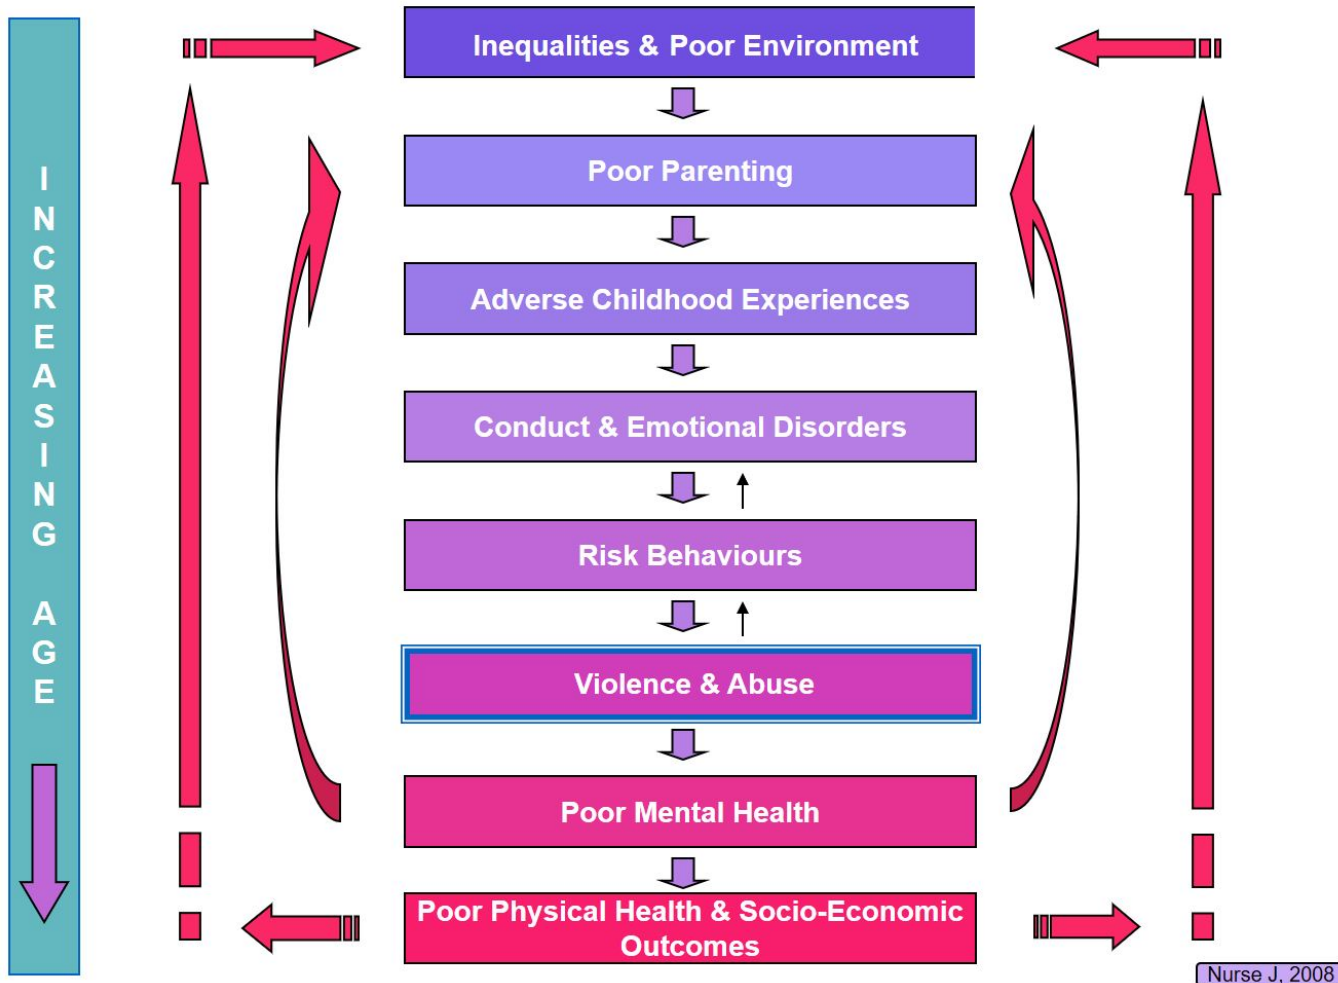 INCREASING AGE
Inequalities & Poor Environment
Poor Parenting
Adverse Childhood Experiences
Conduct & Emotional Disorders
Risk Behaviours
Violence & Abuse
Poor Mental Health
Poor Physical Health & Socio-Economic
Outcomes
Nurse J, 2008